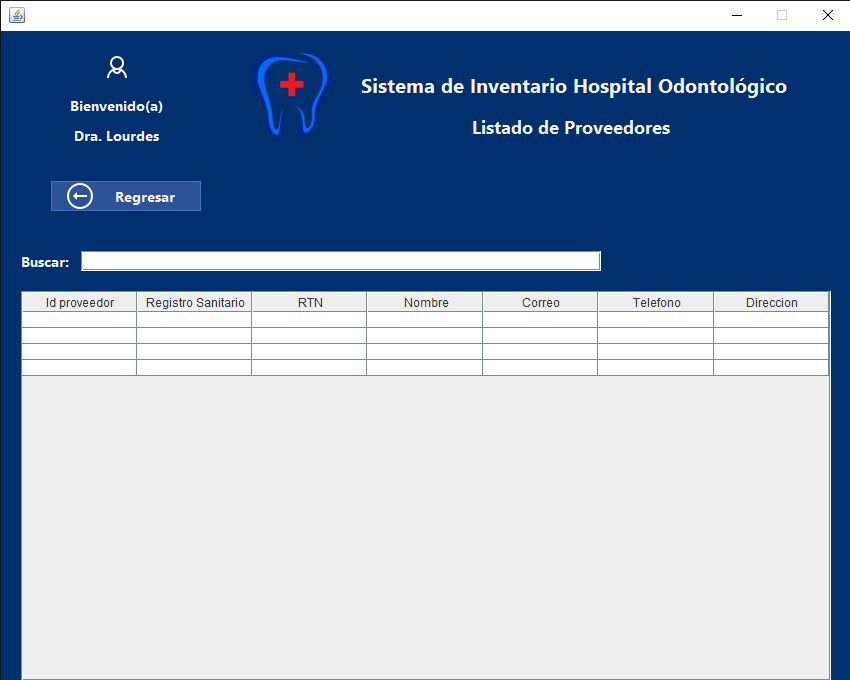 Bienvenido(a)
Dra. Lourdes
Sistema de Inventario Hospital Odontológico
Listado de Proveedores
Regresar
Buscar:
Id proveedor Registro Sanitario RTN Nombre Correo Telefono Direccion